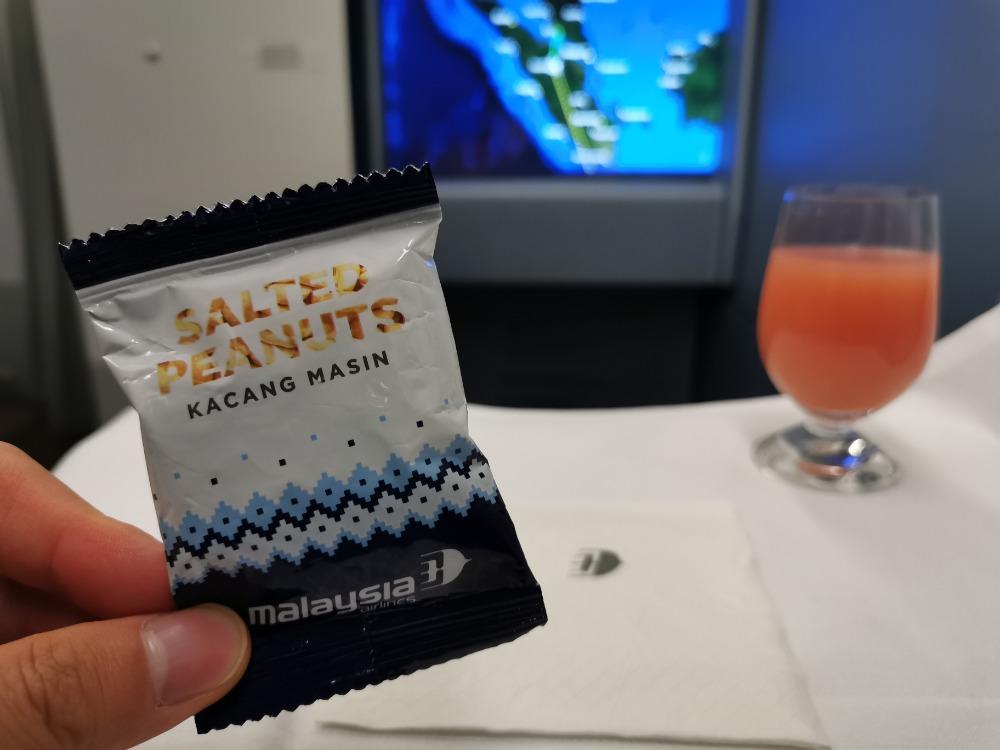 SALTED
PEANUTS
KACANG MASIN
malaysia
airlines